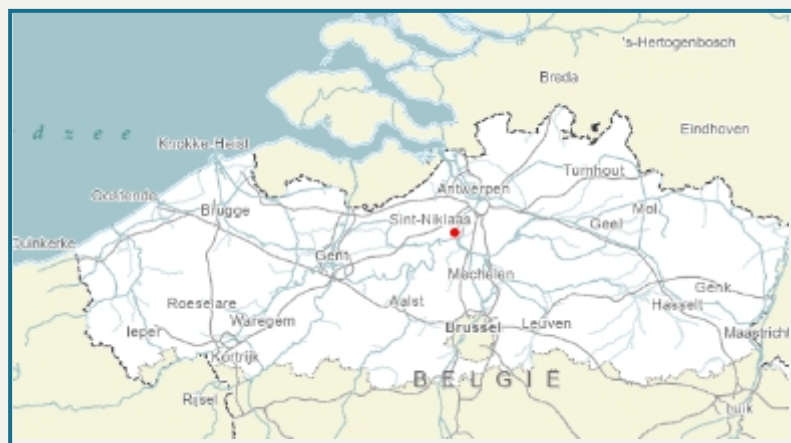 's-Hertogenbosch
Breda
Eindhoven
d z e e
Knokke-Heist
Turnhout
Antwerpen
Oostende
Mol
Brugge
Sint-Niklaas
Geel
Duinkerke
Gent
Mechelen
Genk
Roeselare
Aalst
Hasselt
Ieper
Waregem
Brussel
Leuven
Maastricht
Kortrijk
BELGIË
Rijsel
Luik